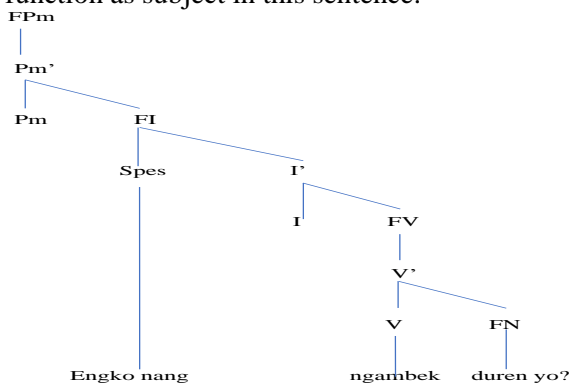 function as subject in this sentence.
FPm
Pm’
Pm FI
Spes I’
I FV
V’
V FN
Engko nang ngambek duren yo?